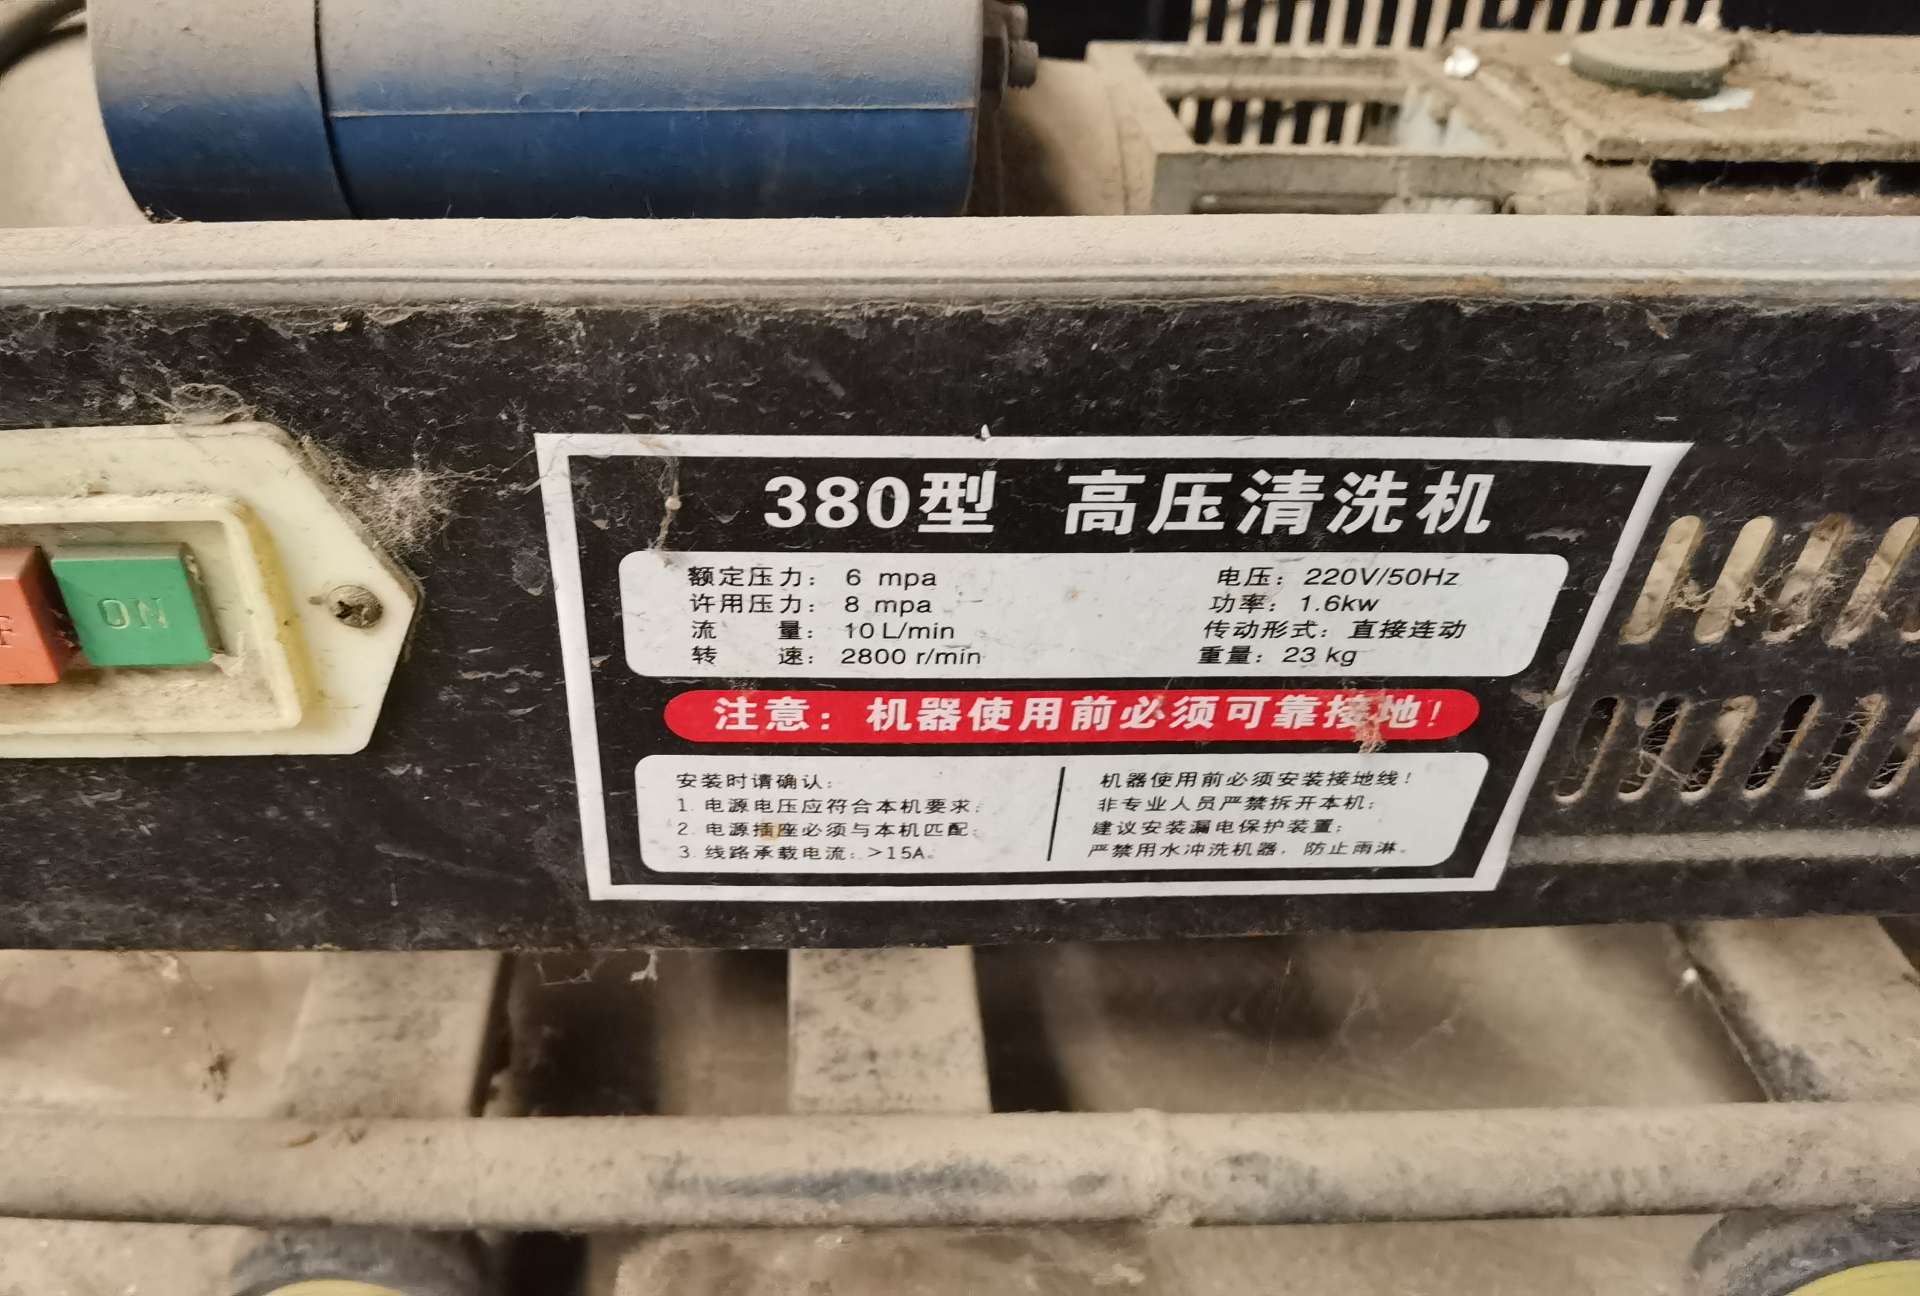 380型 高压清洗机
额定压力： 6 mpa 电压：220V/50Hz
许用压力： 8 mpa 功率：1.6kw
流 量： 10 L/min 传动形式：直接连动
转 速： 2800 r/min 重量：23 kg
注意：机器使用前必须可靠接地！
安装时请确认：
1. 电源电压应符合本机要求；
2. 电源插座必须与本机匹配；
3. 线路承载电流：>15A。
机器使用前必须安装接地线！
非专业人员严禁拆开本机；
建议安装漏电保护装置；
严禁用水冲洗机器，防止雨淋。
F
ON